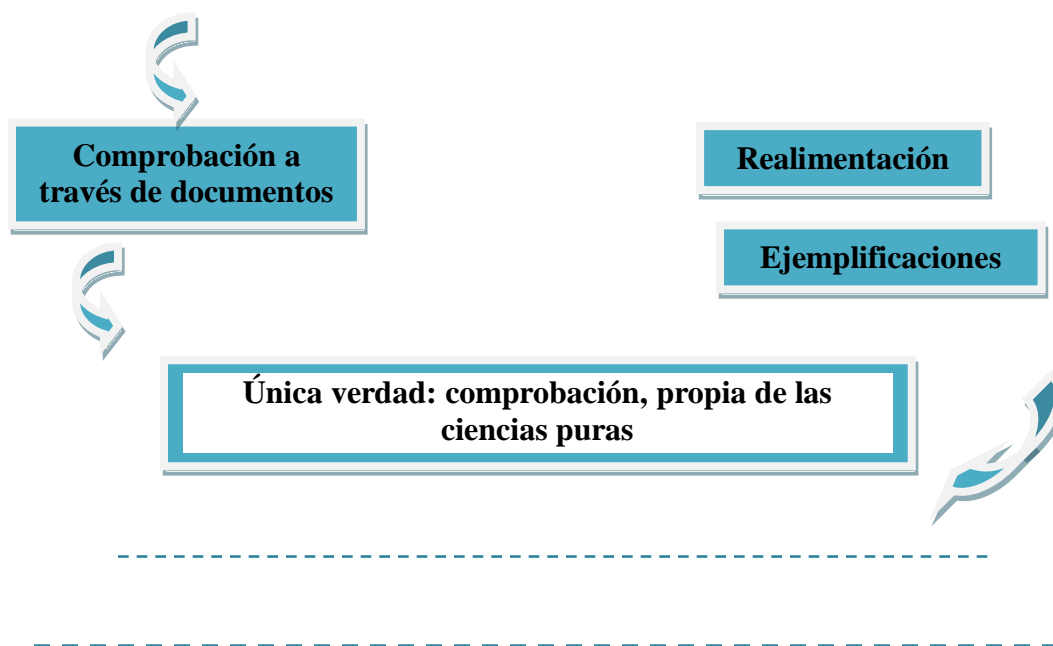 Comprobación a
través de documentos
Realimentación
Ejemplificaciones
Única verdad: comprobación, propia de las
ciencias puras